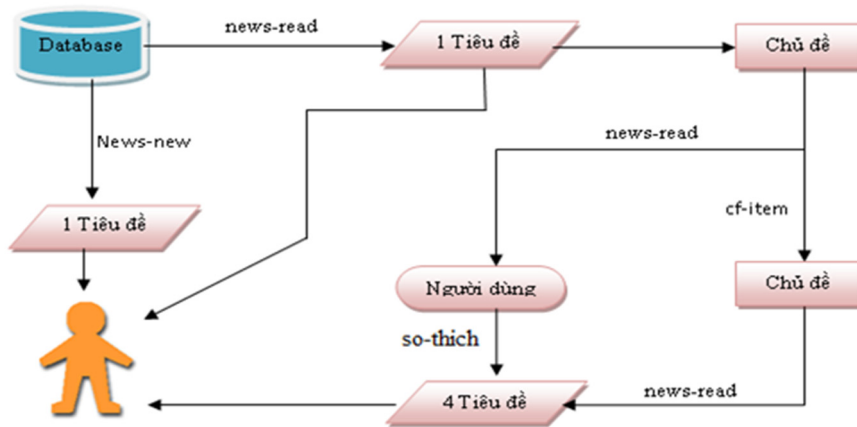 Database
news-read
1 Tiêu đề
Chủ đề
News-new
news-read
cf-item
1 Tiêu đề
Người dùng
Chủ đề
so-thich
news-read
4 Tiêu đề